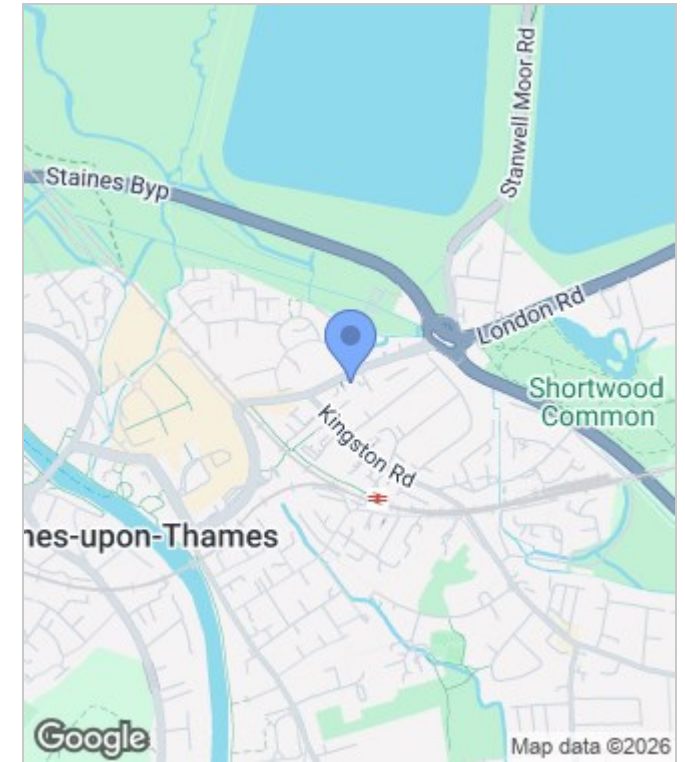 Stanwell Moor Rd
Staines Byp
London Rd
Shortwood
Common
Kingston Rd
nes-upon-Thames
Google
Map data ©2026